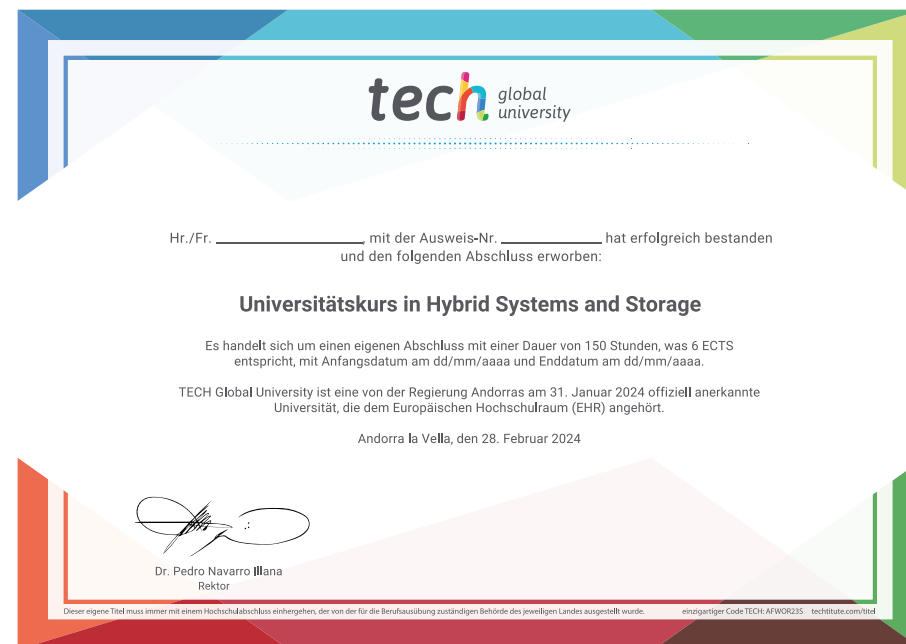 tech global
university
Hr./Fr. ____________________, mit der Ausweis-Nr. ______________ hat erfolgreich bestanden
und den folgenden Abschluss erworben:
Universitätskurs in Hybrid Systems and Storage
Es handelt sich um einen eigenen Abschluss mit einer Dauer von 150 Stunden, was 6 ECTS
entspricht, mit Anfangsdatum am dd/mm/aaaa und Enddatum am dd/mm/aaaa.
TECH Global University ist eine von der Regierung Andorras am 31. Januar 2024 offiziell anerkannte
Universität, die dem Europäischen Hochschulraum (EHR) angehört.
Andorra la Vella, den 28. Februar 2024
Dr. Pedro Navarro Illana
Rektor
Dieser eigene Titel muss immer mit einem Hochschulabschluss einhergehen, der von der für die Berufsausübung zuständigen Behörde des jeweiligen Landes ausgestellt wurde. einzigartiger Code TECH: AFWOR23S techtitute.com/titel